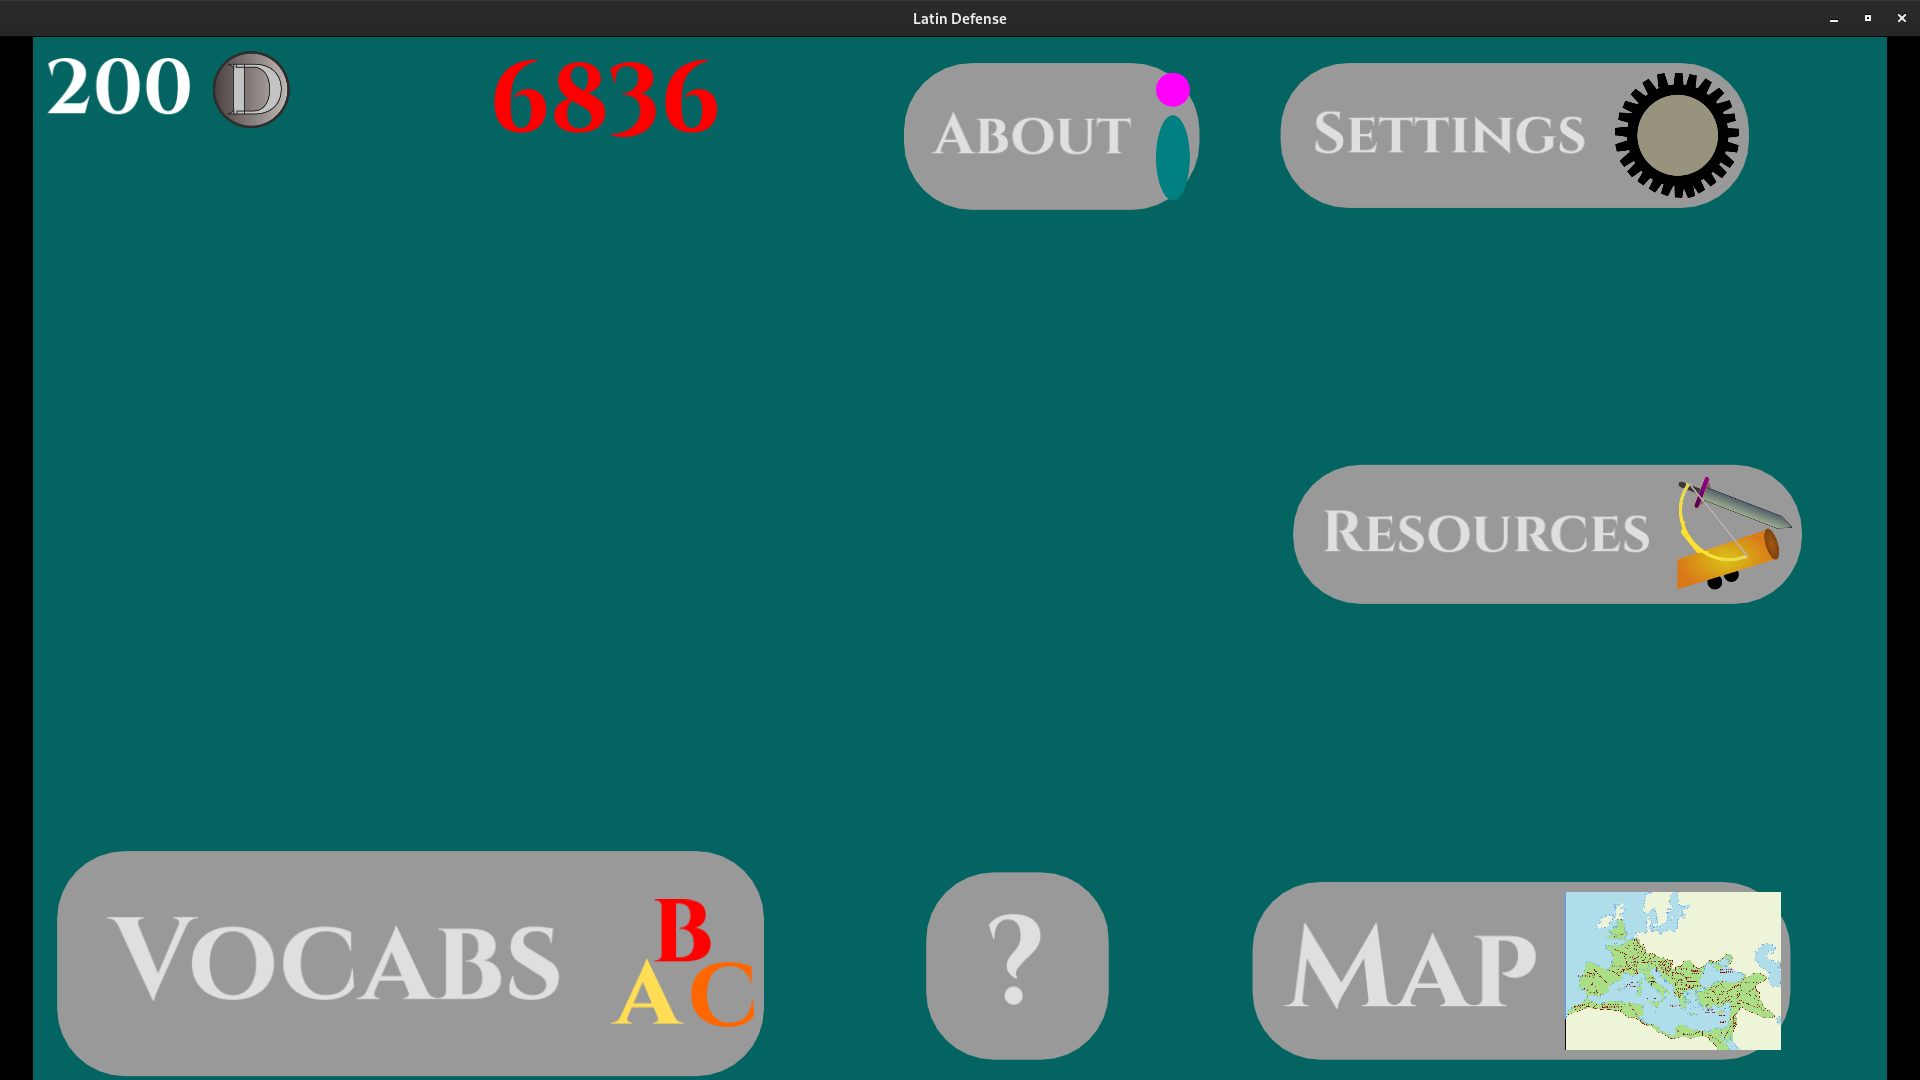 Latin Defense
200 D
6836
About
Settings
Resources
Vocabs
B
A C
?
Map